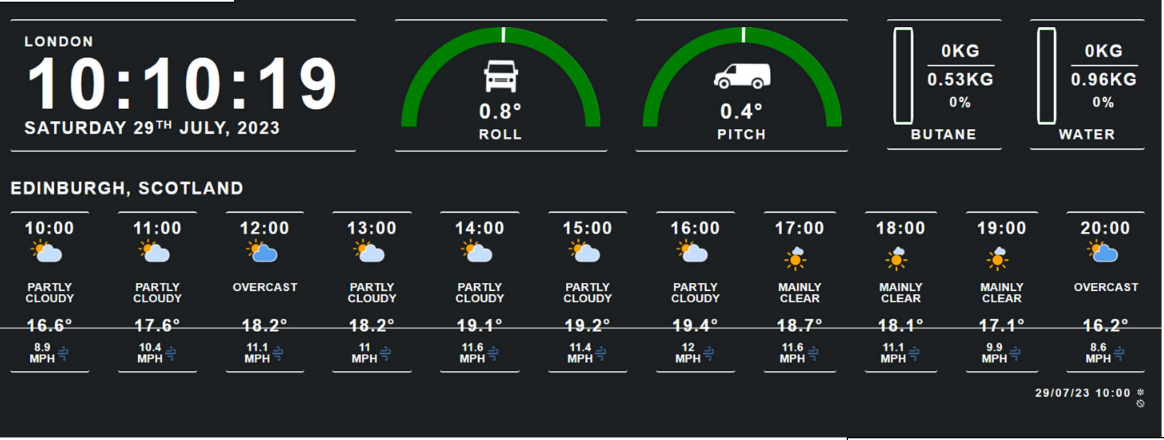 LONDON
10:10:19
SATURDAY 29TH JULY, 2023
0.8°
ROLL
0.4°
PITCH
0KG
0.53KG
0%
BUTANE
0KG
0.96KG
0%
WATER
EDINBURGH, SCOTLAND
10:00 11:00 12:00 13:00 14:00 15:00 16:00 17:00 18:00 19:00 20:00
PARTLY PARTLY OVERCAST PARTLY PARTLY PARTLY PARTLY MAINLY MAINLY MAINLY OVERCAST
CLOUDY CLOUDY CLOUDY CLOUDY CLOUDY CLOUDY CLEAR CLEAR CLEAR
16.6° 17.6° 18.2° 18.2° 19.1° 19.2° 19.4° 18.7° 18.1° 17.1° 16.2°
8.9 10.4 11.1 11 11.6 11.4 12 11.6 11.1 9.9 8.6
MPH MPH MPH MPH MPH MPH MPH MPH MPH MPH MPH
29/07/23 10:00